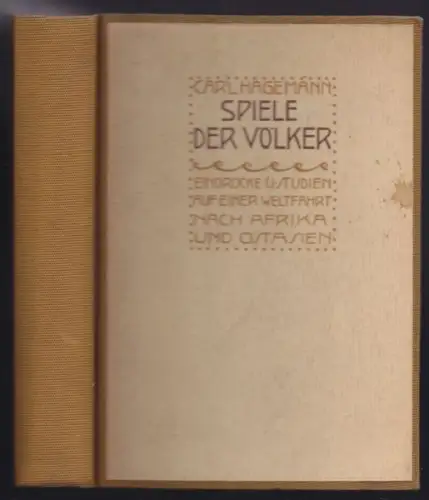 CARL HAGEMANN
SPIELE
DER VÖLKER
EINDRÜCKE U·STUDIEN
AUF EINER WELTFAHRT
NACH AFRIKA
UND OSTASIEN